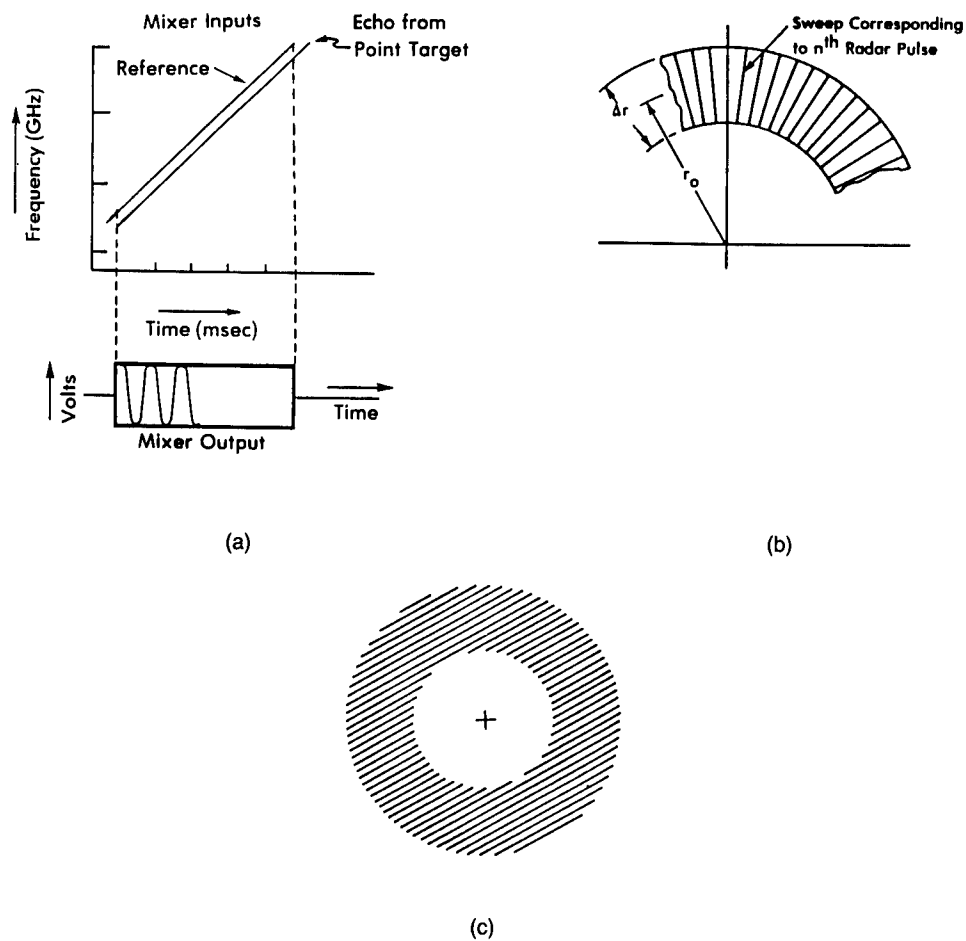 Mixer Inputs
Echo from
Point Target
Reference
Frequency (GHz)
Time (msec)
Volts
Time
Mixer Output
(a)
Sweep Corresponding
to nth Radar Pulse
Δr
ro
(b)
(c)